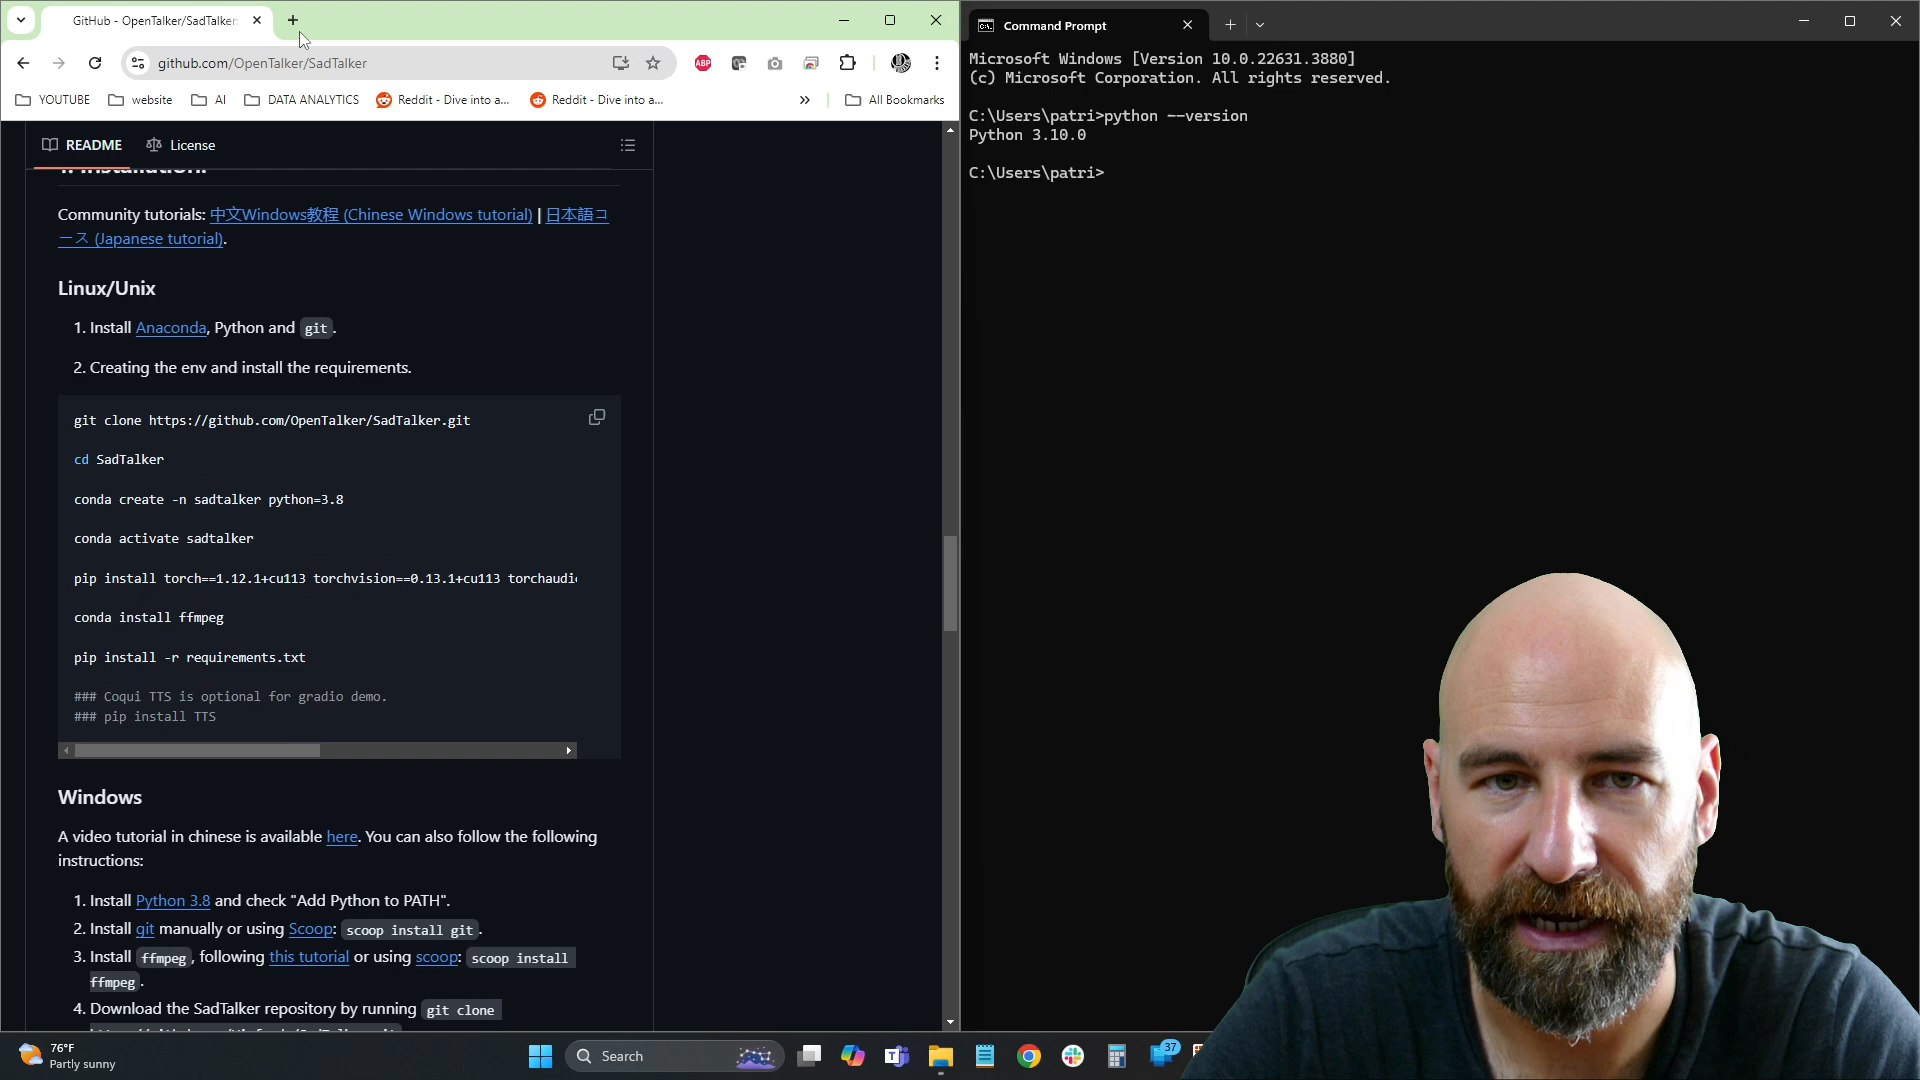 GitHub - OpenTalker/SadTalker:
github.com/OpenTalker/SadTalker
ABP
YOUTUBE
website
AI
DATA ANALYTICS
Reddit - Dive into a...
Reddit - Dive into a...
»
All Bookmarks
README
License
Community tutorials: 中文Windows教程 (Chinese Windows tutorial) | 日本語コ
ース (Japanese tutorial).
Linux/Unix
1. Install Anaconda, Python and git.
2. Creating the env and install the requirements.
git clone https://github.com/OpenTalker/SadTalker.git
cd SadTalker
conda create -n sadtalker python=3.8
conda activate sadtalker
pip install torch==1.12.1+cu113 torchvision==0.13.1+cu113 torchaudio
conda install ffmpeg
pip install -r requirements.txt
### Coqui TTS is optional for gradio demo.
### pip install TTS
Windows
A video tutorial in chinese is available here. You can also follow the following
instructions:
1. Install Python 3.8 and check "Add Python to PATH".
2. Install git manually or using Scoop: scoop install git.
3. Install ffmpeg, following this tutorial or using scoop: scoop install
ffmpeg.
4. Download the SadTalker repository by running git clone
Command Prompt
Microsoft Windows [Version 10.0.22631.3880]
(c) Microsoft Corporation. All rights reserved.
C:\Users\patri>python --version
Python 3.10.0
C:\Users\patri>
76°F
Partly sunny
Search
37